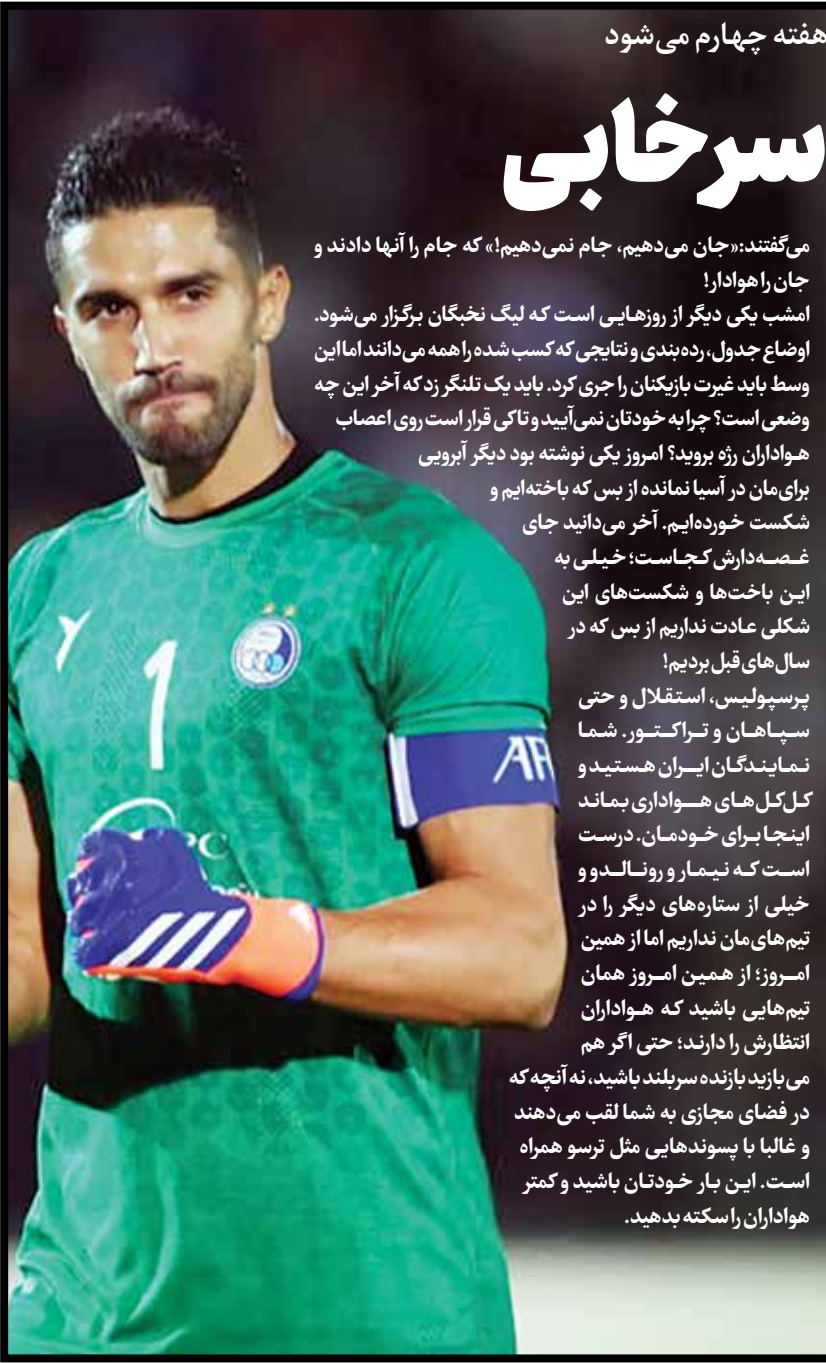 هفته چهارم می‌شود
سرخابی
می‌گفتند:«جان می‌دهیم، جام نمی‌دهیم!» که جام را آنها دادند و
جان را هوادار!
امشب یکی دیگر از روزهایی است که لیگ نخبگان برگزار می‌شود.
اوضاع جدول، رده‌بندی و نتایجی که کسب شده را همه می‌دانند اما این
وسط باید غیرت بازیکنان را جری کرد. باید یک تلنگر زد که آخر این چه
وضعی است؟ چرا به خودتان نمی‌آیید و تا کی قرار است روی اعصاب
هواداران رژه بروید؟ امروز یکی نوشته بود دیگر آبرویی
برای‌مان در آسیا نمانده از بس که باخته‌ایم و
شکست خورده‌ایم. آخر می‌دانید جای
غصه‌دارش کجاست؛ خیلی به
این باخت‌ها و شکست‌های این
شکلی عادت نداریم از بس که در
سال‌های قبل بردیم!
پرسپولیس، استقلال و حتی
سپاهان و تراکتور. شما
نمایندگان ایران هستید و
کل‌کل‌های هواداری بماند
اینجا برای خودمان. درست
است که نیمار و رونالدو و
خیلی از ستاره‌های دیگر را در
تیم‌های‌مان نداریم اما از همین
امروز؛ از همین امروز همان
تیم‌هایی باشید که هواداران
انتظارش را دارند؛ حتی اگر هم
می‌بازید بازنده سربلند باشید، نه آنچه که
در فضای مجازی به شما لقب می‌دهند
و غالبا با پسوندهایی مثل ترسو همراه
است. این بار خودتان باشید و کمتر
هواداران را سکته بدهید.
1
AF